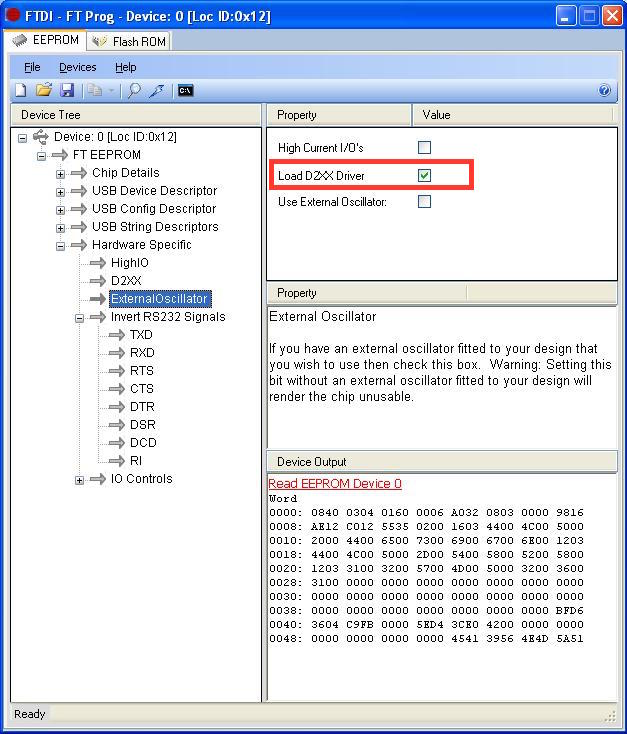 FTDI - FT Prog - Device: 0 [Loc ID:0x12]
EEPROM
Flash ROM
File Devices Help
C:\
Device Tree
Property Value
Device: 0 [Loc ID:0x12]
FT EEPROM
Chip Details
USB Device Descriptor
USB Config Descriptor
USB String Descriptors
Hardware Specific
HighIO
D2XX
ExternalOscillator
Invert RS232 Signals
TXD
RXD
RTS
CTS
DTR
DSR
DCD
RI
IO Controls
High Current I/O's
Load D2XX Driver
Use External Oscillator:
Property
External Oscillator
If you have an external oscillator fitted to your design that
you wish to use then check this box.  Warning: Setting this
bit without an external oscillator fitted to your design will
render the chip unusable.
Device Output
Read EEPROM Device 0
Word
0000: 0840 0304 0160 0006 A032 0803 0000 9816
0008: AE12 C012 5535 0200 1603 4400 4C00 5000
0010: 2000 4400 6500 7300 6900 6700 6E00 1203
0018: 4400 4C00 5000 2D00 5400 5800 5200 5800
0020: 1203 3100 3200 5700 4D00 5000 3200 3600
0028: 3100 0000 0000 0000 0000 0000 0000 0000
0030: 0000 0000 0000 0000 0000 0000 0000 0000
0038: 0000 0000 0000 0000 0000 0000 0000 BFD6
0040: 3604 C9FB 0000 5ED4 3CE0 4200 0000 0000
0048: 0000 0000 0000 0000 4541 3956 4E4D 5A51
Ready